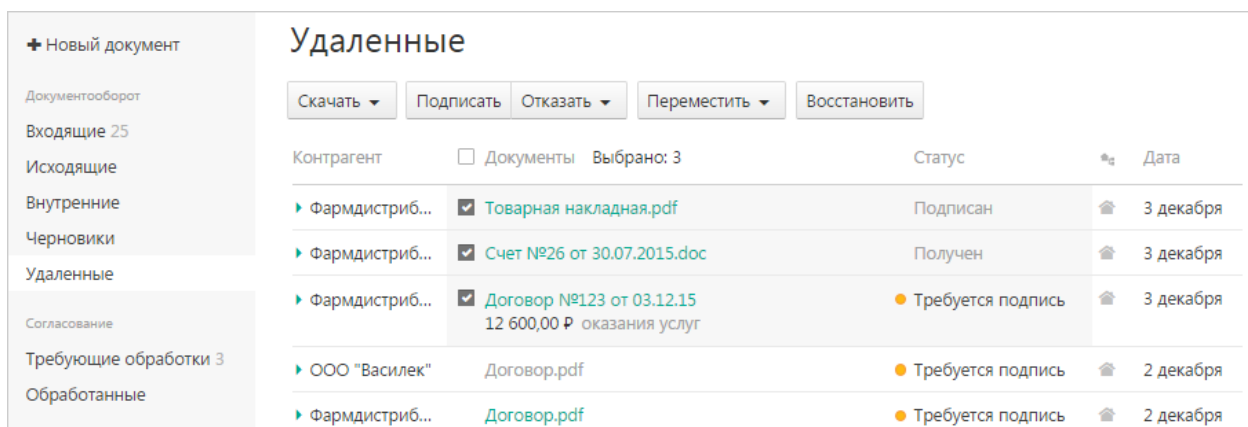 + Новый документ
Документооборот
Входящие 25
Исходящие
Внутренние
Черновики
Удаленные
Согласование
Требующие обработки 3
Обработанные
Удаленные
Скачать Подписать Отказать Переместить Восстановить
Контрагент Документы Выбрано: 3 Статус Дата
Фармдистриб... Товарная накладная.pdf Подписан 3 декабря
Фармдистриб... Счет №26 от 30.07.2015.doc Получен 3 декабря
Фармдистриб... Договор №123 от 03.12.15 Требуется подпись 3 декабря
12 600,00 ₽ оказания услуг
ООО "Василек" Договор.pdf Требуется подпись 2 декабря
Фармдистриб... Договор.pdf Требуется подпись 2 декабря